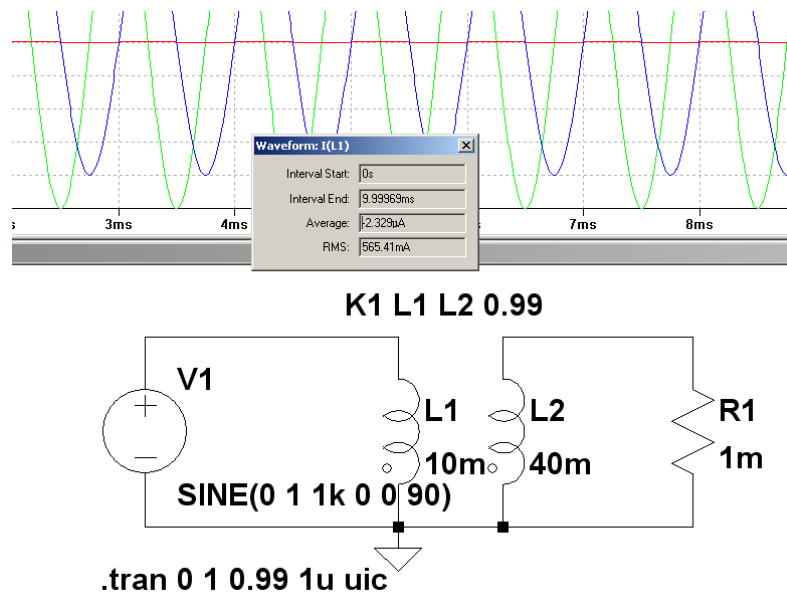 s
3ms
4ms
7ms
8ms
Waveform: I(L1)
Interval Start: 0s
Interval End: 9.99969ms
Average: -2.329µA
RMS: 565.41mA
K1 L1 L2 0.99
V1
L1
L2
R1
10m
40m
1m
SINE(0 1 1k 0 0 90)
.tran 0 1 0.99 1u uic